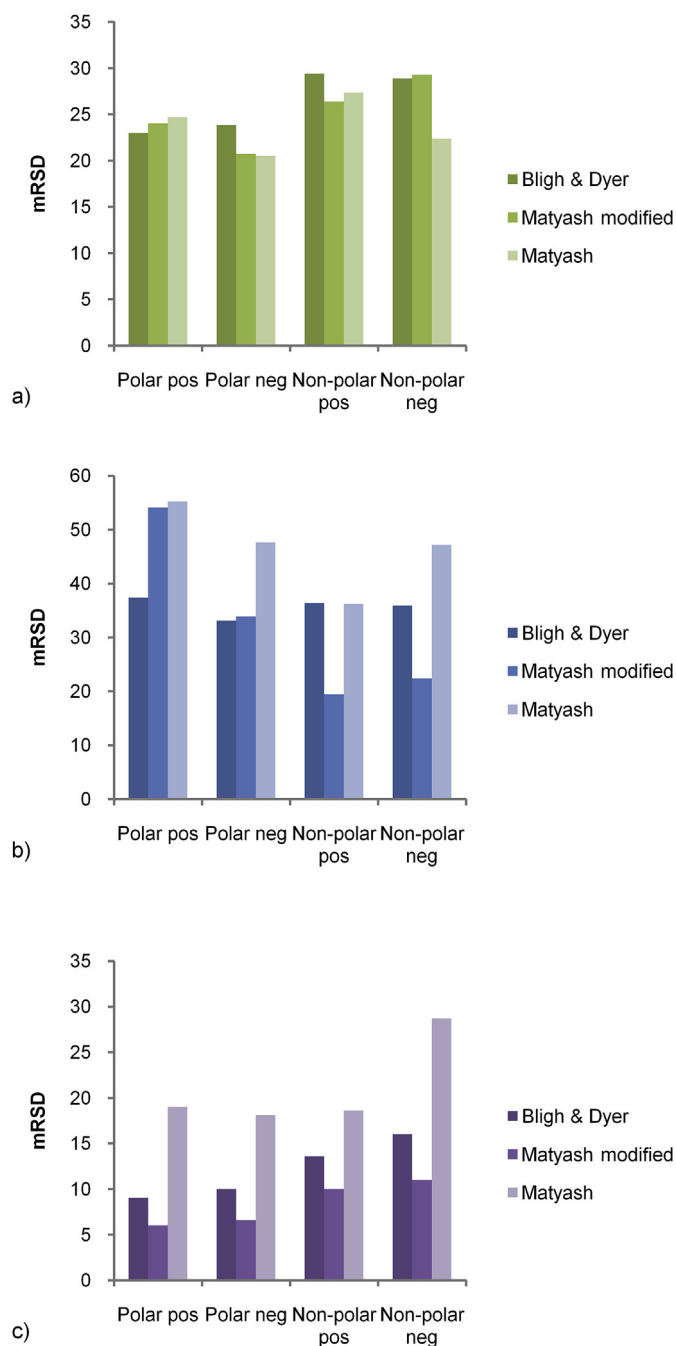 35
30
25
20
15
10
5
0
mRSD
Polar pos Polar neg Non-polar Non-polar
pos neg
Bligh & Dyer
Matyash modified
Matyash
a)
60
50
40
30
20
10
0
mRSD
Polar pos Polar neg Non-polar Non-polar
pos neg
Bligh & Dyer
Matyash modified
Matyash
b)
35
30
25
20
15
10
5
0
mRSD
Polar pos Polar neg Non-polar Non-polar
pos neg
Bligh & Dyer
Matyash modified
Matyash
c)